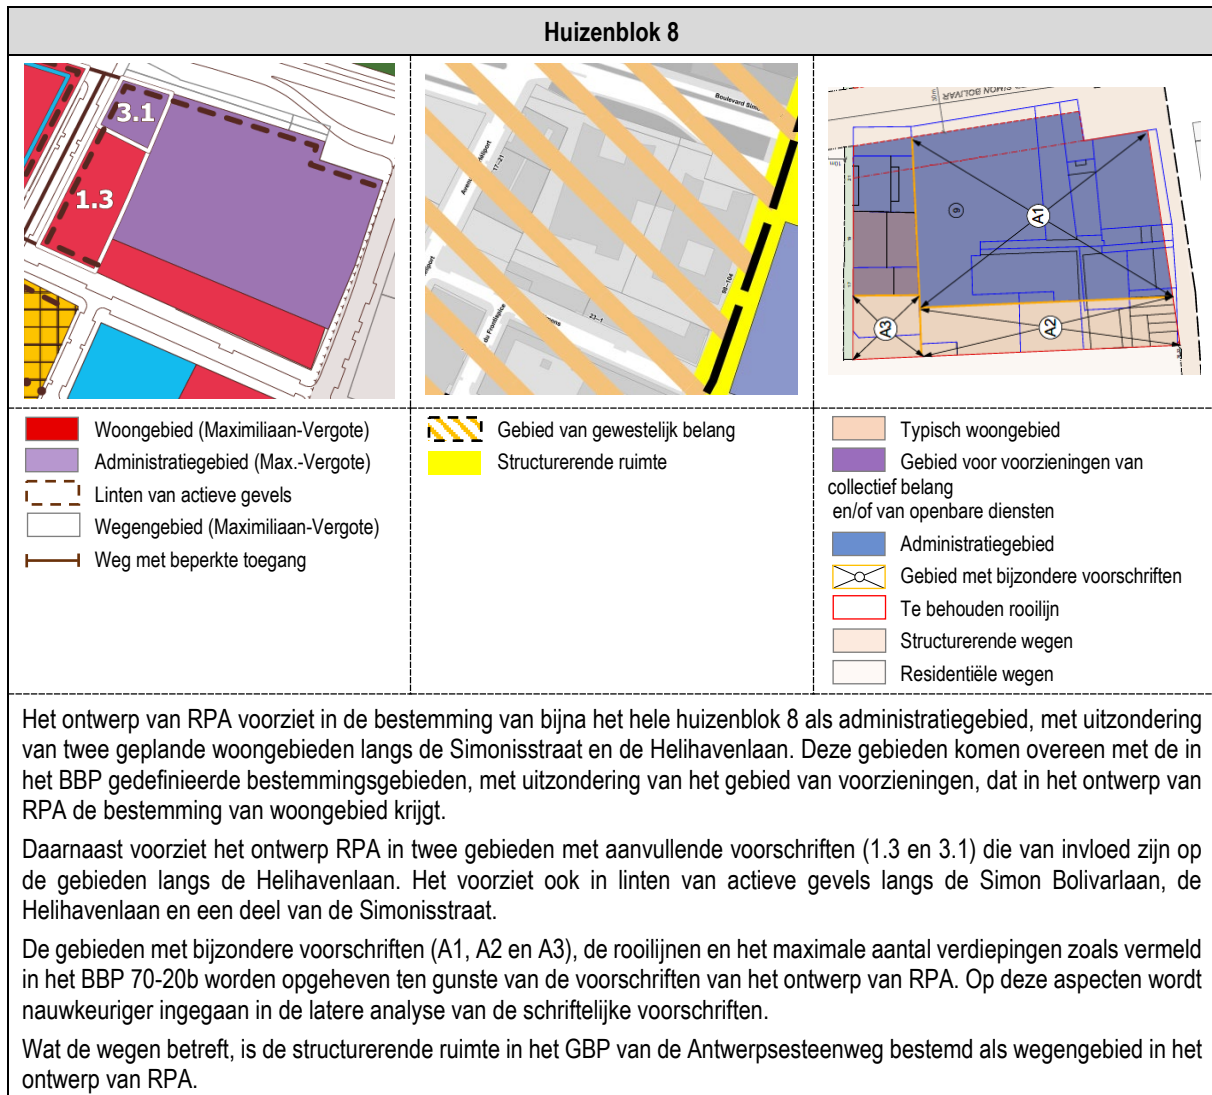 Huizenblok 8
3.1
1.3
Boulevard Simo
17-21
98-104
23-1
SIMON BOLIVAR
30m
9
A1
A2
A3
Woongebied (Maximiliaan-Vergote)
Administratiegebied (Max.-Vergote)
Linten van actieve gevels
Wegengebied (Maximiliaan-Vergote)
Weg met beperkte toegang
Gebied van gewestelijk belang
Structurerende ruimte
Typisch woongebied
Gebied voor voorzieningen van
collectief belang
en/of van openbare diensten
Administratiegebied
Gebied met bijzondere voorschriften
Te behouden rooilijn
Structurerende wegen
Residentiële wegen
Het ontwerp van RPA voorziet in de bestemming van bijna het hele huizenblok 8 als administratiegebied, met uitzondering
van twee geplande woongebieden langs de Simonisstraat en de Helihavenlaan. Deze gebieden komen overeen met de in
het BBP gedefinieerde bestemmingsgebieden, met uitzondering van het gebied van voorzieningen, dat in het ontwerp van
RPA de bestemming van woongebied krijgt.
Daarnaast voorziet het ontwerp RPA in twee gebieden met aanvullende voorschriften (1.3 en 3.1) die van invloed zijn op
de gebieden langs de Helihavenlaan. Het voorziet ook in linten van actieve gevels langs de Simon Bolivarlaan, de
Helihavenlaan en een deel van de Simonisstraat.
De gebieden met bijzondere voorschriften (A1, A2 en A3), de rooilijnen en het maximale aantal verdiepingen zoals vermeld
in het BBP 70-20b worden opgeheven ten gunste van de voorschriften van het ontwerp van RPA. Op deze aspecten wordt
nauwkeuriger ingegaan in de latere analyse van de schriftelijke voorschriften.
Wat de wegen betreft, is de structurerende ruimte in het GBP van de Antwerpsesteenweg bestemd als wegengebied in het
ontwerp van RPA.